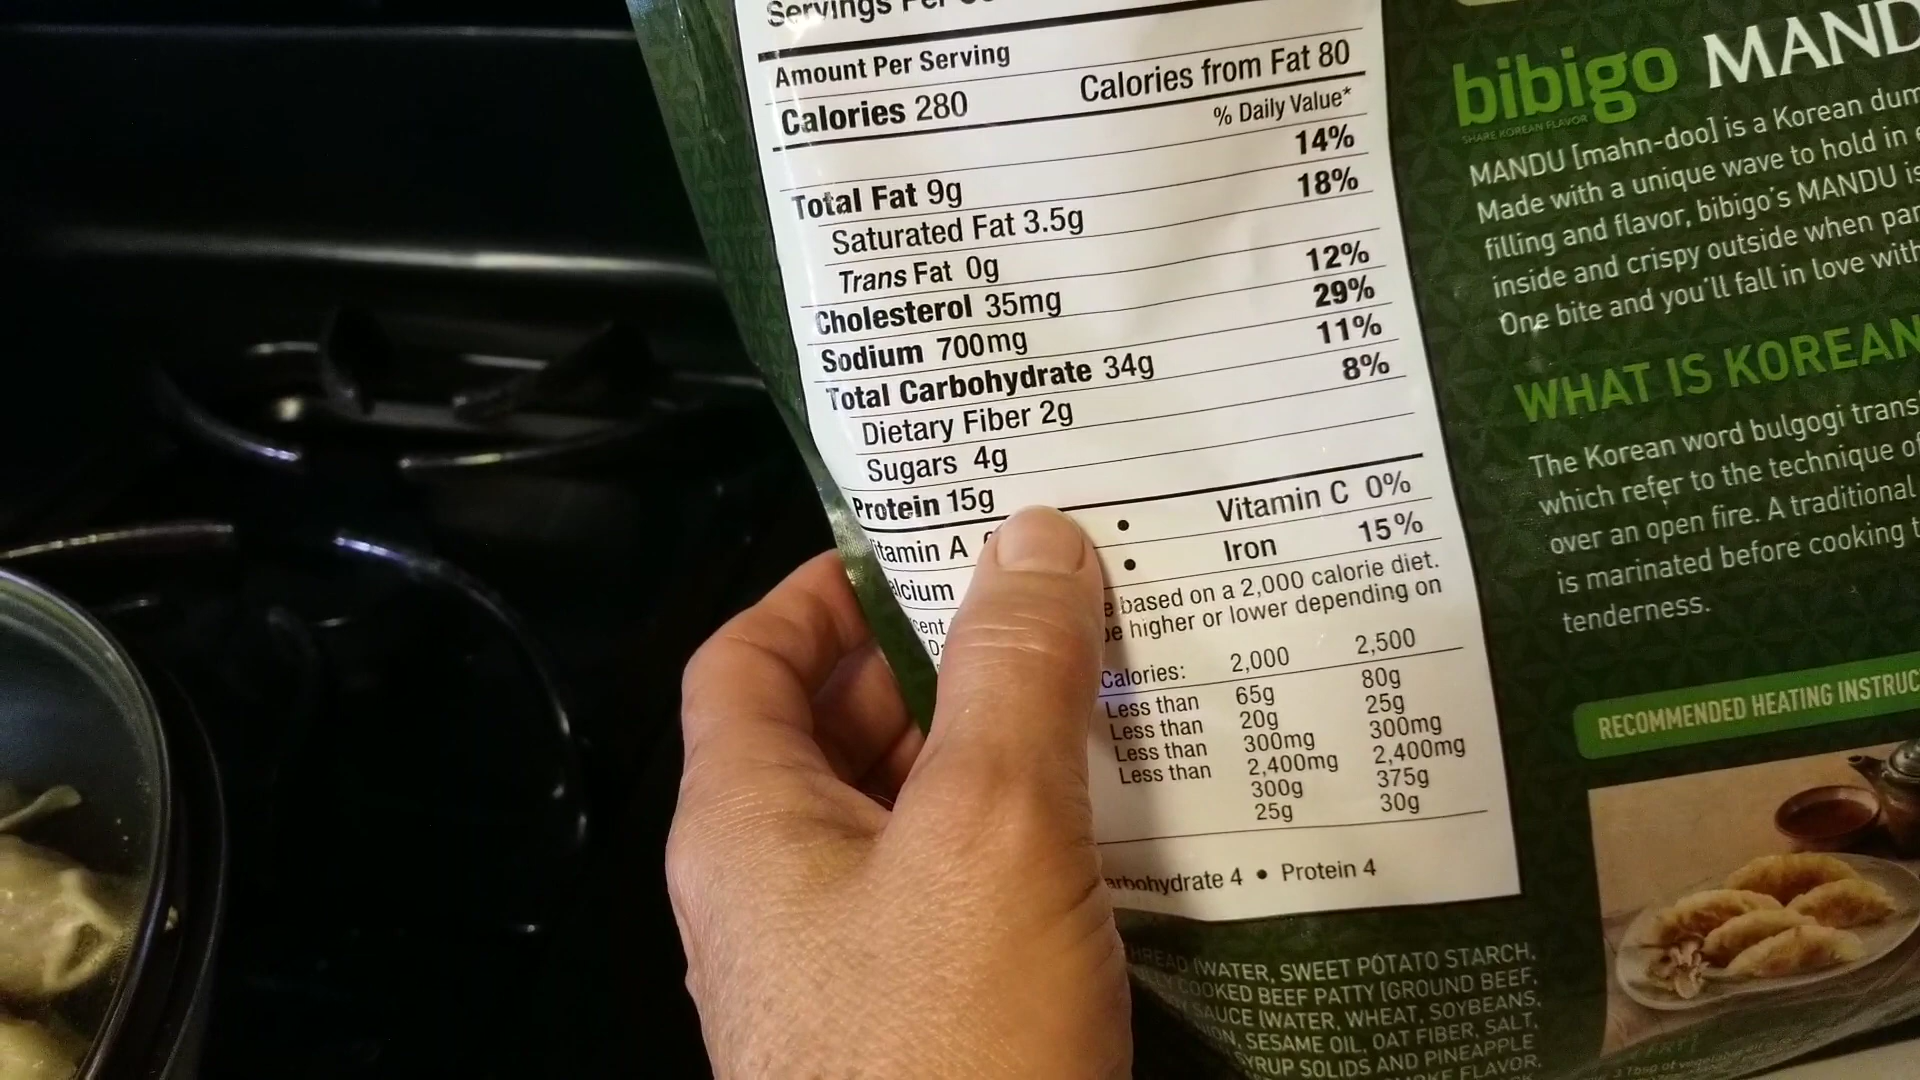 Servings Per
Amount Per Serving
Calories 280 Calories from Fat 80
% Daily Value*
Total Fat 9g 14%
Saturated Fat 3.5g 18%
Trans Fat 0g
Cholesterol 35mg 12%
Sodium 700mg 29%
Total Carbohydrate 34g 11%
Dietary Fiber 2g 8%
Sugars 4g
Protein 15g
Vitamin C 0%
• Iron 15%
based on a 2,000 calorie diet.
higher or lower depending on
Calories: 2,000 2,500
Less than 65g 80g
Less than 20g 25g
Less than 300mg 300mg
Less than 2,400mg 2,400mg
300g 375g
25g 30g
4 • Protein 4
(WATER, SWEET POTATO STARCH,
COOKED BEEF PATTY [GROUND BEEF,
SAUCE (WATER, WHEAT, SOYBEANS,
SESAME OIL, OAT FIBER, SALT,
SOLIDS AND PINEAPPLE
FLAVOR,
bibigo MAND
SHARE KOREAN FLAVOR
MANDU [mahn-doo] is a Korean
Made with a unique wave to hold in
filling and flavor, bibigo's MANDU is
inside and crispy outside when
One bite and you'll fall in love with
WHAT IS KOREAN
The Korean word bulgogi
which refer to the technique
over an open fire. A traditional
is marinated before cooking
tenderness.
RECOMMENDED HEATING